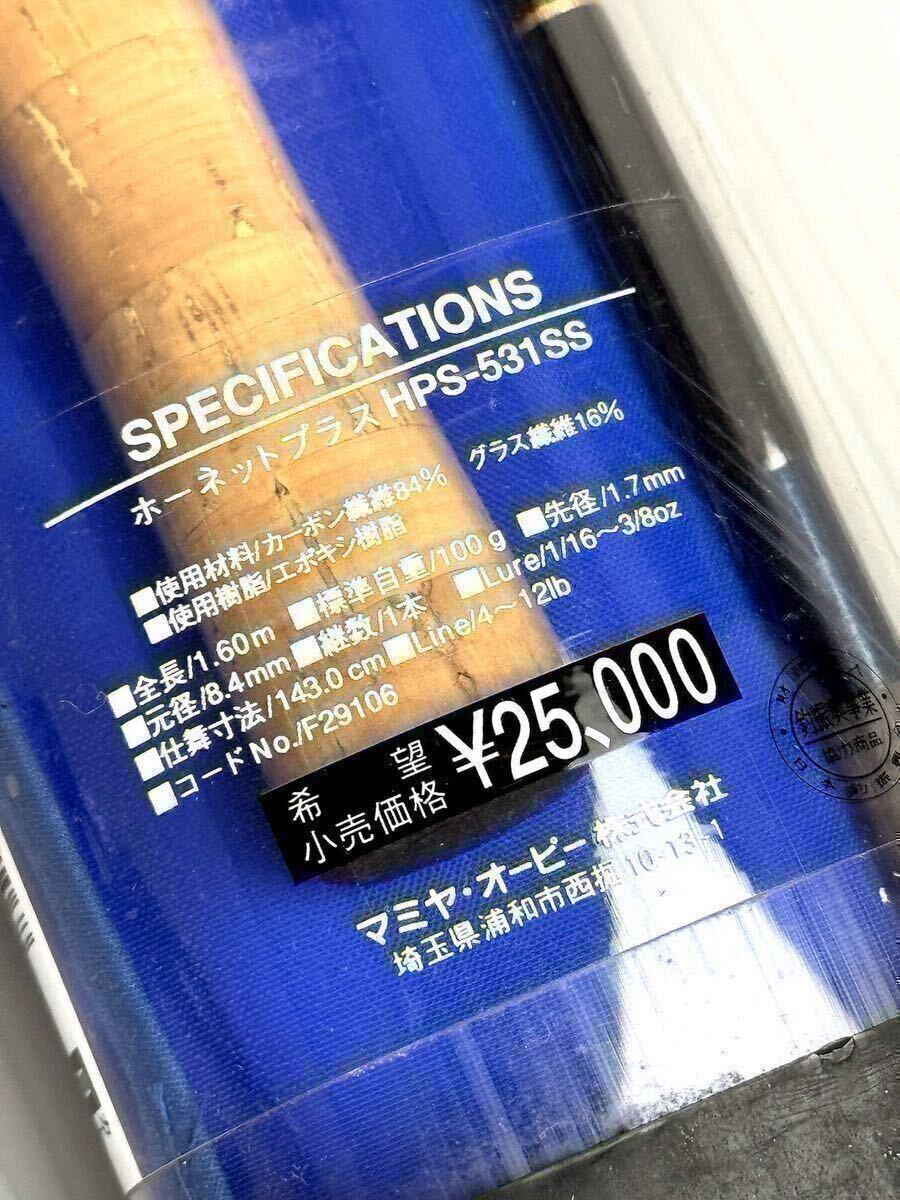 SPECIFICATIONS
ホーネットプラス HPS-531SS
■使用材料/カーボン繊維84% グラス繊維16%
■使用樹脂/エポキシ樹脂
■全長/1.60m ■標準自重/100g ■先径/1.7mm
■元径/8.4mm ■継数/1本 ■Lure/1/16〜3/8oz
■仕舞寸法/143.0cm ■Line/4〜12lb
■コードNo./F29106
希望
小売価格 ¥25,000
マミヤ・オーピー株式会社
埼玉県浦和市西堀10-13-1
協力商品